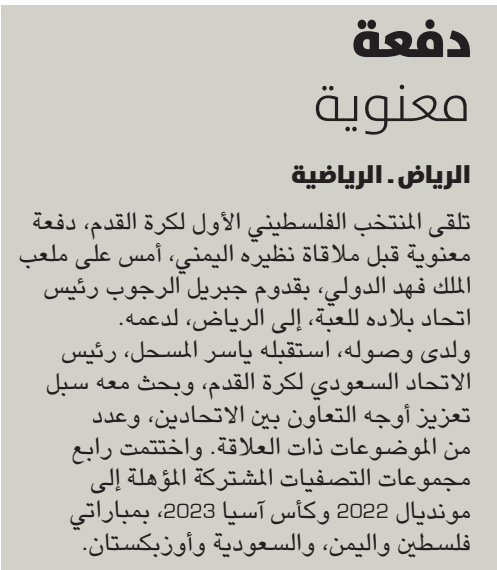 دفعة
معنوية
الرياض ـ الرياضية
تلقى المنتخب الفلسطيني الأول لكرة القدم، دفعة
معنوية قبل ملاقاة نظيره اليمني، أمس على ملعب
الملك فهد الدولي، بقدوم جبريل الرجوب رئيس
اتحاد بلاده للعبة، إلى الرياض، لدعمه.
ولدى وصوله، استقبله ياسر المسحل، رئيس
الاتحاد السعودي لكرة القدم، وبحث معه سبل
تعزيز أوجه التعاون بين الاتحادين، وعدد
من الموضوعات ذات العلاقة. واختتمت رابع
مجموعات التصفيات المشتركة المؤهلة إلى
مونديال 2022 وكأس آسيا 2023، بمباراتي
فلسطين واليمن، والسعودية وأوزبكستان.